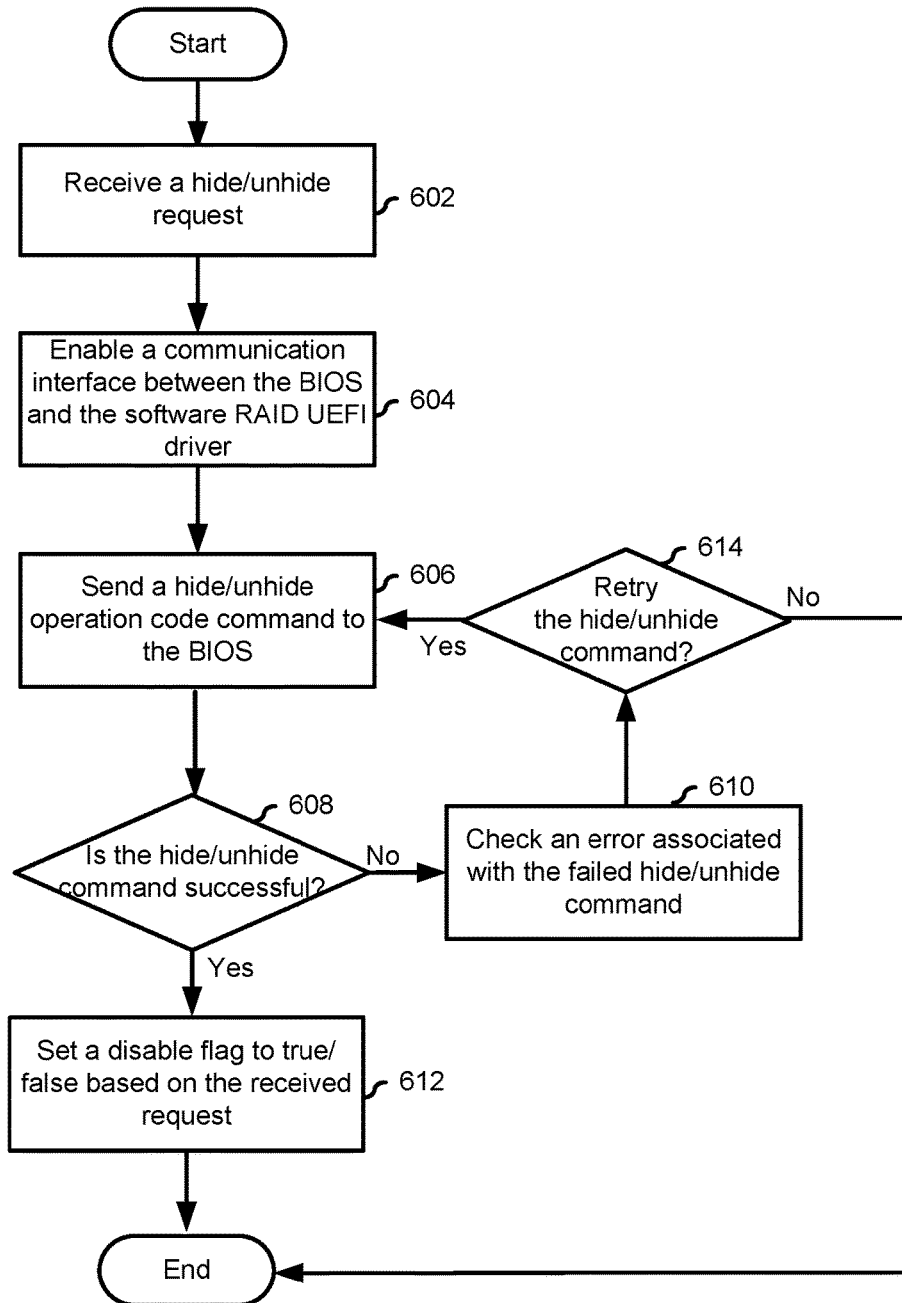 Start
Receive a hide/unhide
request
602
Enable a communication
interface between the BIOS
and the software RAID UEFI
driver
604
Send a hide/unhide
operation code command to
the BIOS
606
614
Retry
the hide/unhide
command?
No
Yes
608
Is the hide/unhide
command successful?
No
Yes
610
Check an error associated
with the failed hide/unhide
command
Set a disable flag to true/
false based on the received
request
612
End